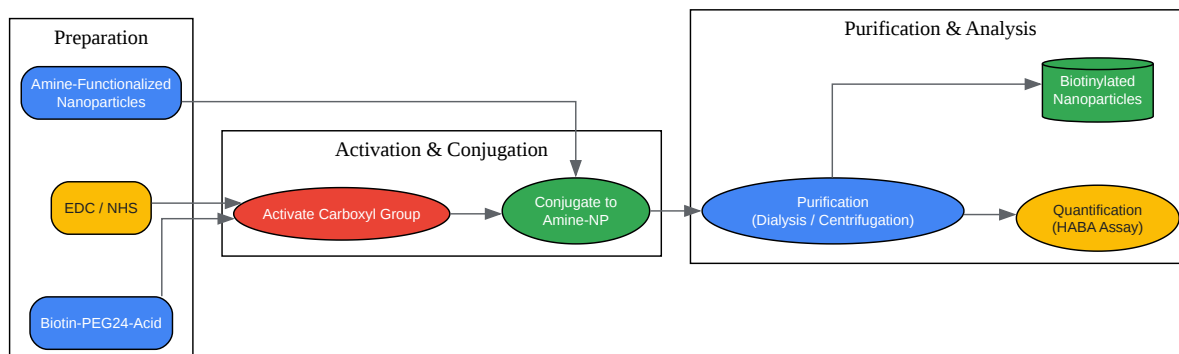 Preparation
Amine-Functionalized
Nanoparticles
EDC / NHS
Biotin-PEG24-Acid
Activation & Conjugation
Activate Carboxyl Group
Conjugate to
Amine-NP
Purification & Analysis
Purification
(Dialysis / Centrifugation)
Biotinylated
Nanoparticles
Quantification
(HABA Assay)